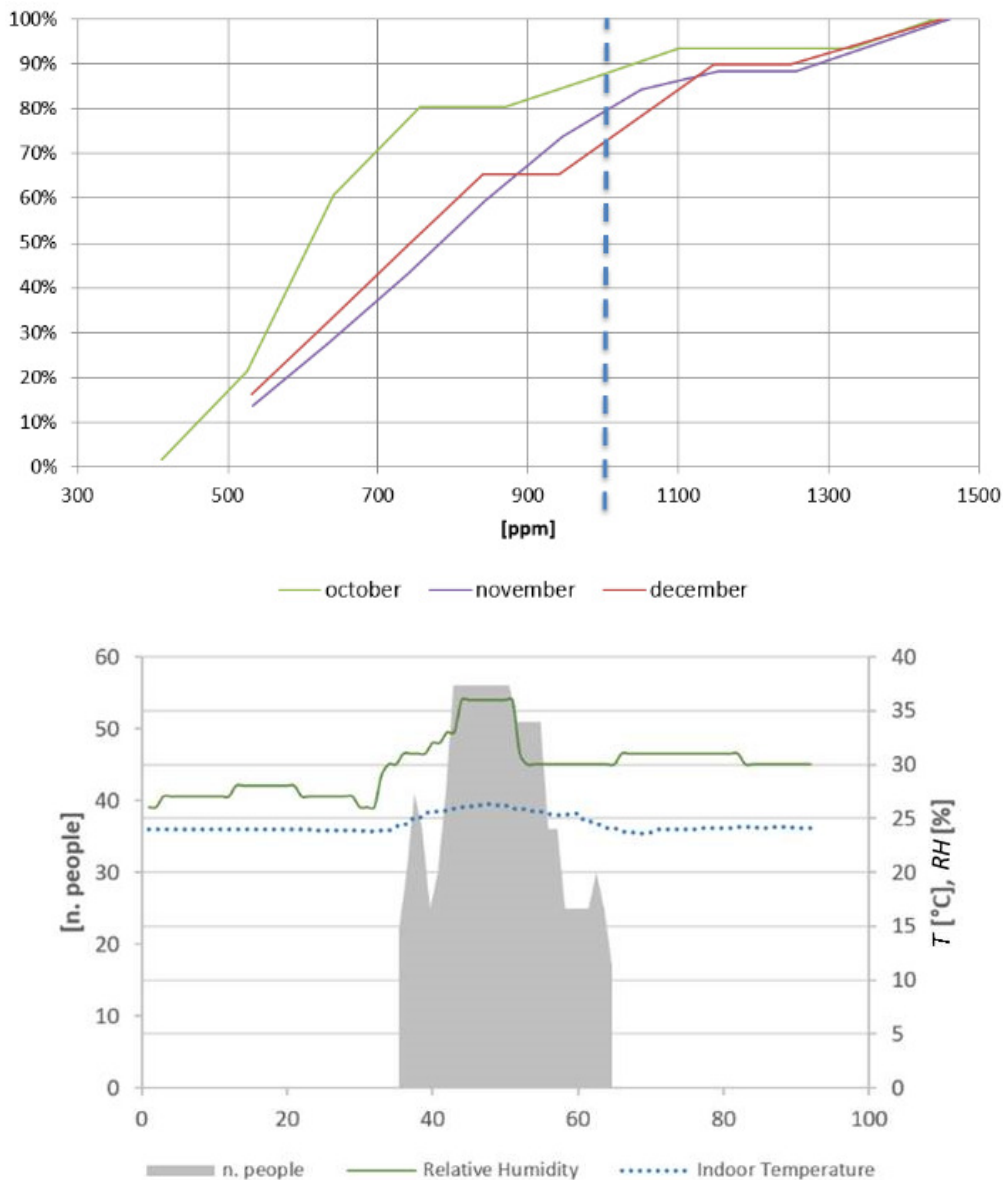 100%
90%
80%
70%
60%
50%
40%
30%
20%
10%
0%
300 500 700 900 1100 1300 1500
[ppm]
october november december
60 40
50 35
40 30
30 25
20 20
10 15
0 10
5
0
[n. people]
T [°C], RH [%]
0 20 40 60 80 100
n. people Relative Humidity Indoor Temperature